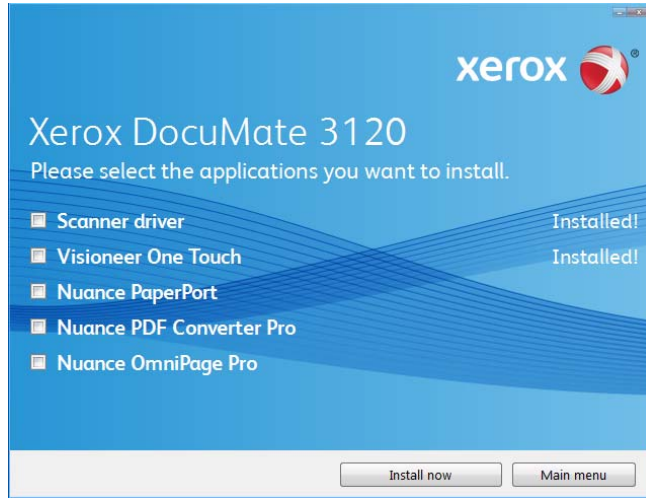 xerox ®
Xerox DocuMate 3120
Please select the applications you want to install.
Scanner driver Installed!
Visioneer One Touch Installed!
Nuance PaperPort
Nuance PDF Converter Pro
Nuance OmniPage Pro
Install now Main menu